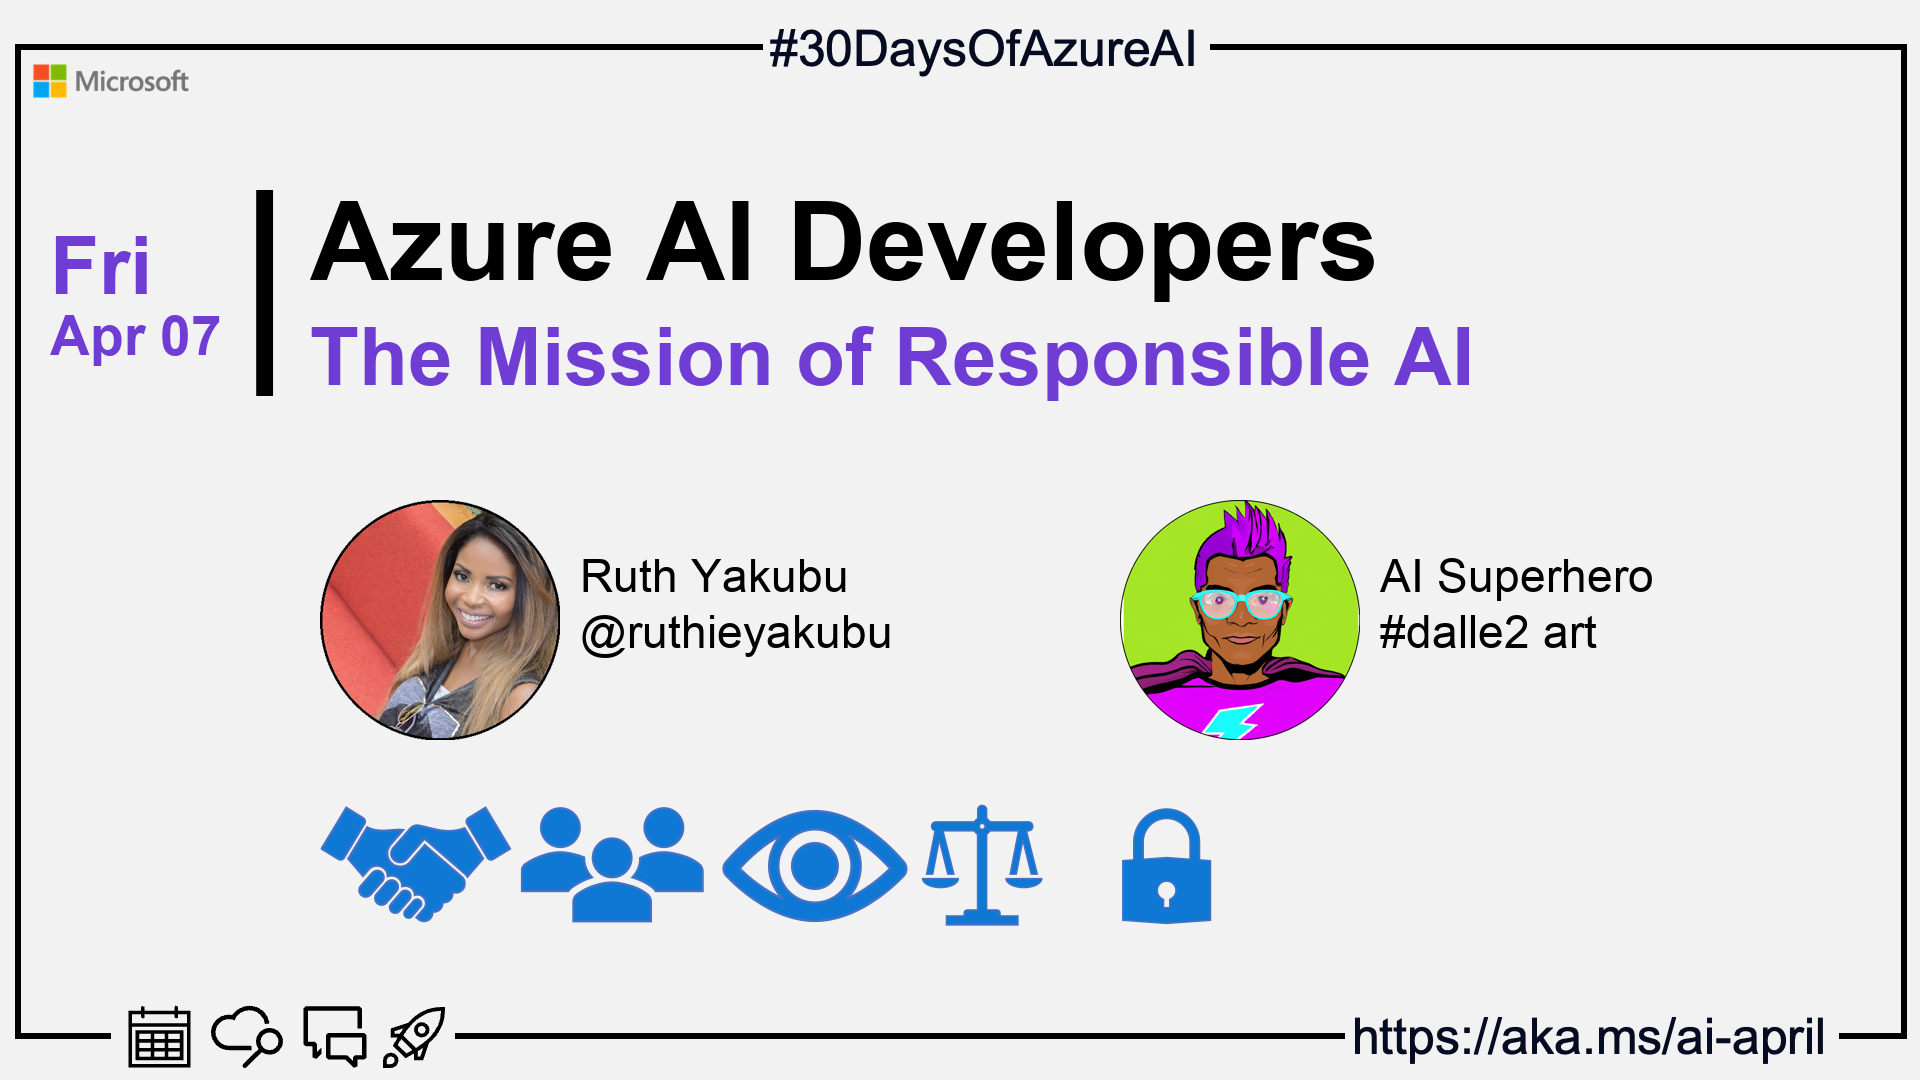 #30DaysOfAzureAI
Microsoft
Fri
Apr 07
Azure AI Developers
The Mission of Responsible AI
Ruth Yakubu
@ruthieyakubu
AI Superhero
#dalle2 art
https://aka.ms/ai-april